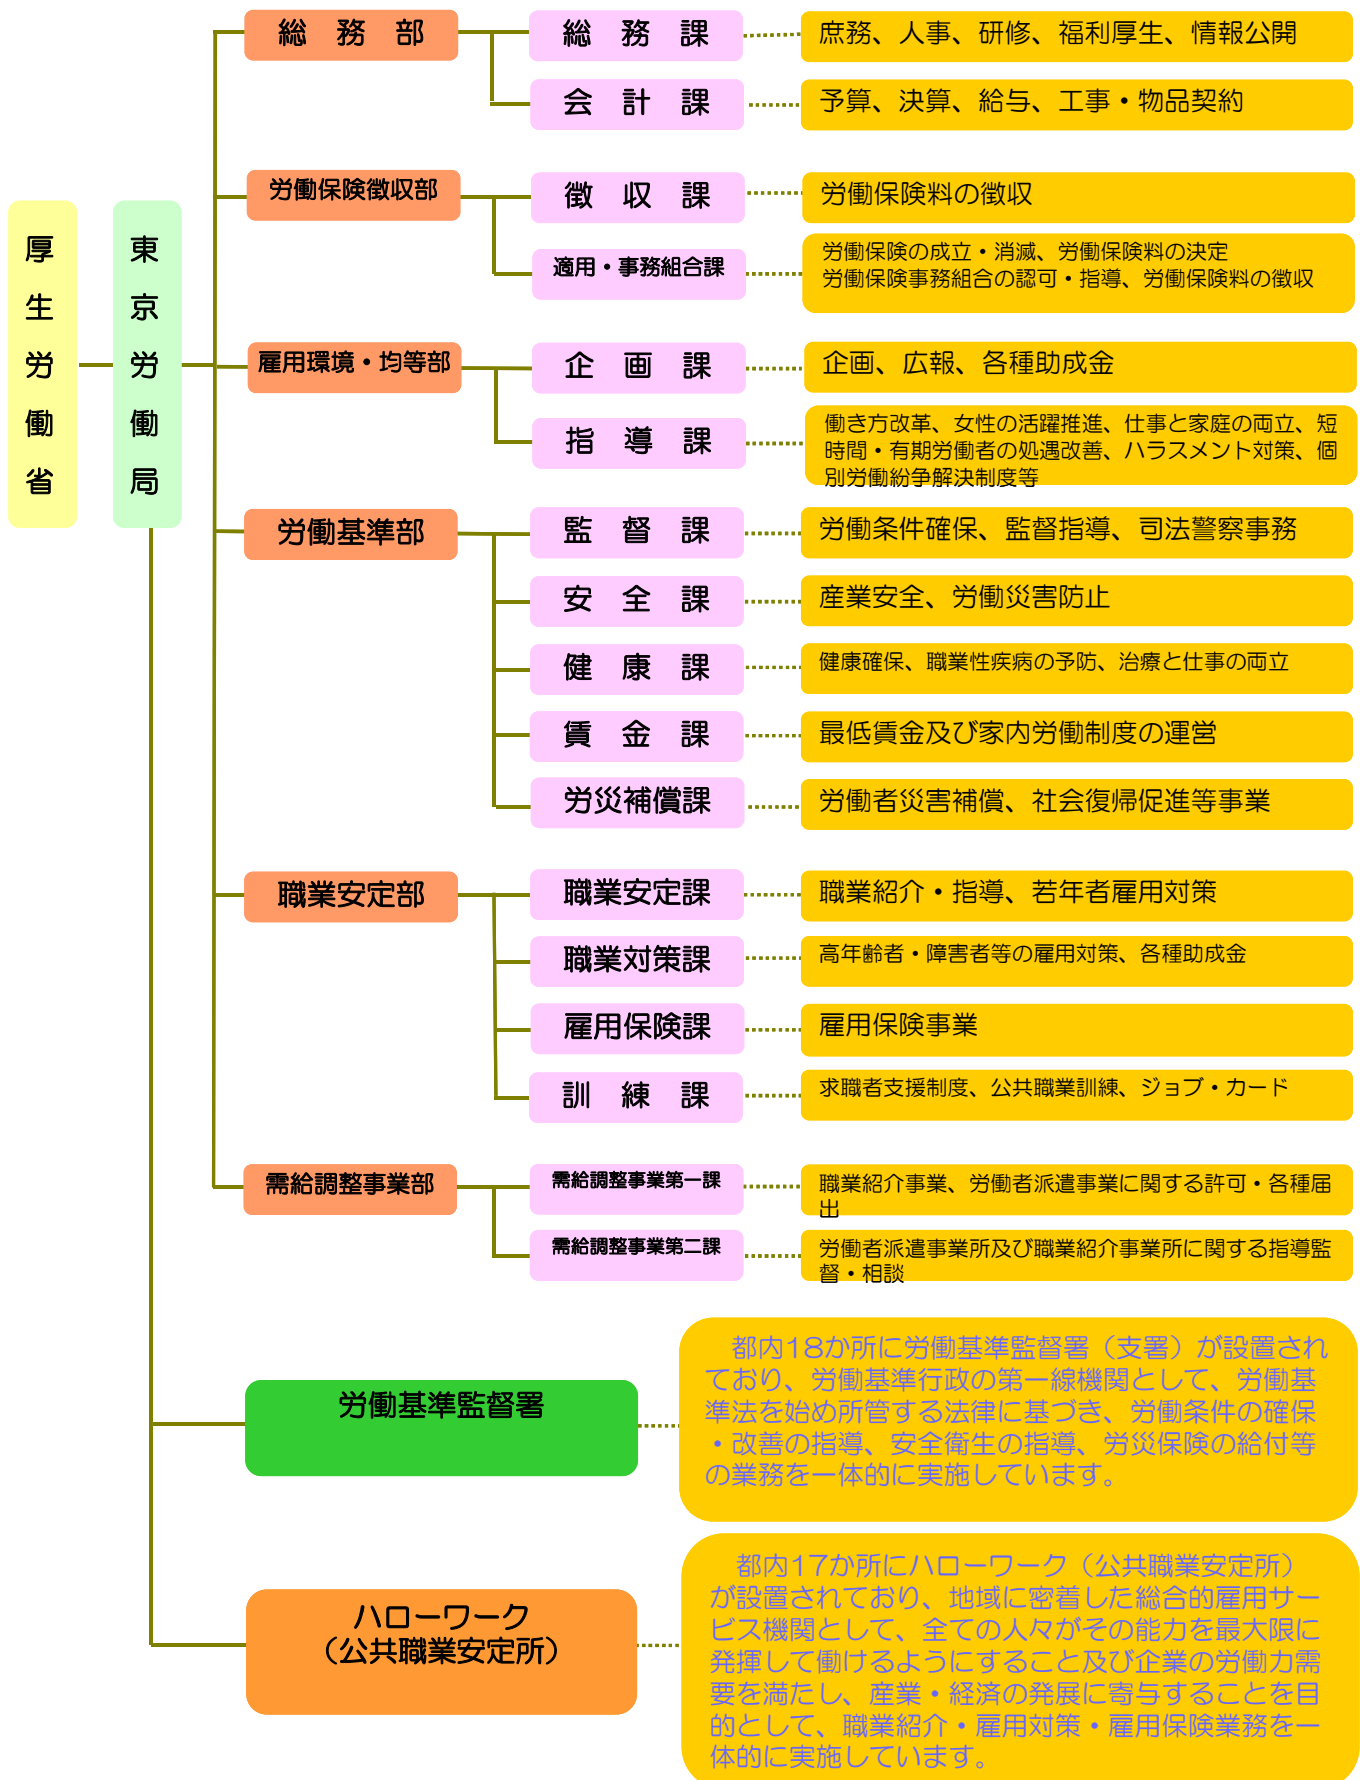 厚生労働省
東京労働局
総務部
総務課
庶務、人事、研修、福利厚生、情報公開
会計課
予算、決算、給与、工事・物品契約
労働保険徴収部
徴収課
労働保険料の徴収
適用・事務組合課
労働保険の成立・消滅、労働保険料の決定
労働保険事務組合の認可・指導、労働保険料の徴収
雇用環境・均等部
企画課
企画、広報、各種助成金
指導課
働き方改革、女性の活躍推進、仕事と家庭の両立、短
時間・有期労働者の処遇改善、ハラスメント対策、個
別労働紛争解決制度等
労働基準部
監督課
労働条件確保、監督指導、司法警察事務
安全課
産業安全、労働災害防止
健康課
健康確保、職業性疾病の予防、治療と仕事の両立
賃金課
最低賃金及び家内労働制度の運営
労災補償課
労働者災害補償、社会復帰促進等事業
職業安定部
職業安定課
職業紹介・指導、若年者雇用対策
職業対策課
高年齢者・障害者等の雇用対策、各種助成金
雇用保険課
雇用保険事業
訓練課
求職者支援制度、公共職業訓練、ジョブ・カード
需給調整事業部
需給調整事業第一課
職業紹介事業、労働者派遣事業に関する許可・各種届
出
需給調整事業第二課
労働者派遣事業所及び職業紹介事業所に関する指導監
督・相談
労働基準監督署
都内18か所に労働基準監督署（支署）が設置され
ており、労働基準行政の第一線機関として、労働基
準法を始め所管する法律に基づき、労働条件の確保
・改善の指導、安全衛生の指導、労災保険の給付等
の業務を一体的に実施しています。
ハローワーク
（公共職業安定所）
都内17か所にハローワーク（公共職業安定所）
が設置されており、地域に密着した総合的雇用サー
ビス機関として、全ての人々がその能力を最大限に
発揮して働けるようにすること及び企業の労働力需
要を満たし、産業・経済の発展に寄与することを目
的として、職業紹介・雇用対策・雇用保険業務を一
体的に実施しています。